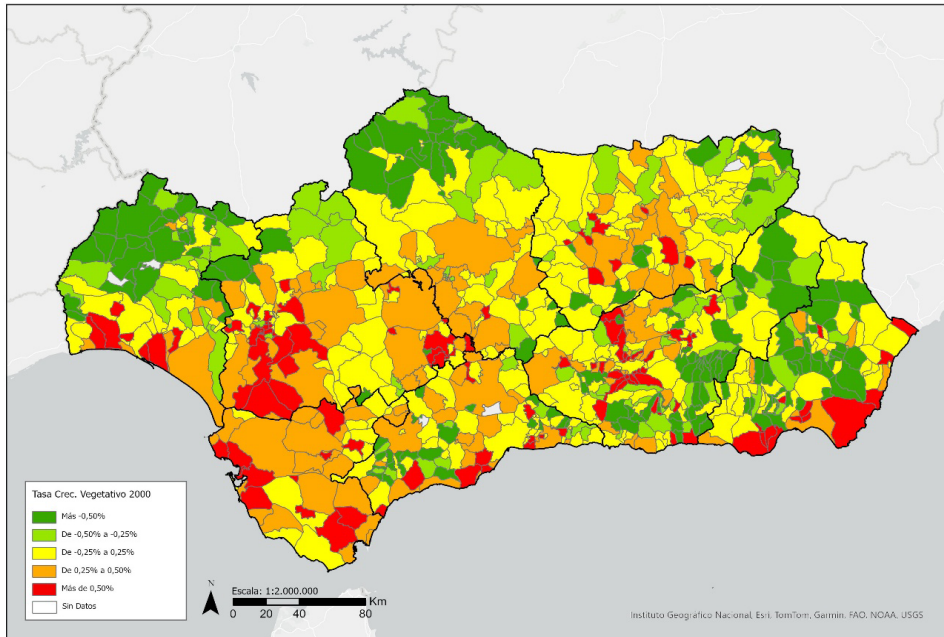 Tasa Crec. Vegetativo 2000
Más -0,50%
De -0,50% a -0,25%
De -0,25% a 0,25%
De 0,25% a 0,50%
Más de 0,50%
Sin Datos
N
Escala: 1:2.000.000
Km
0 20 40 80
Instituto Geografico Nacional, Esri, TomTom, Garmin, FAO, NOAA, USGS